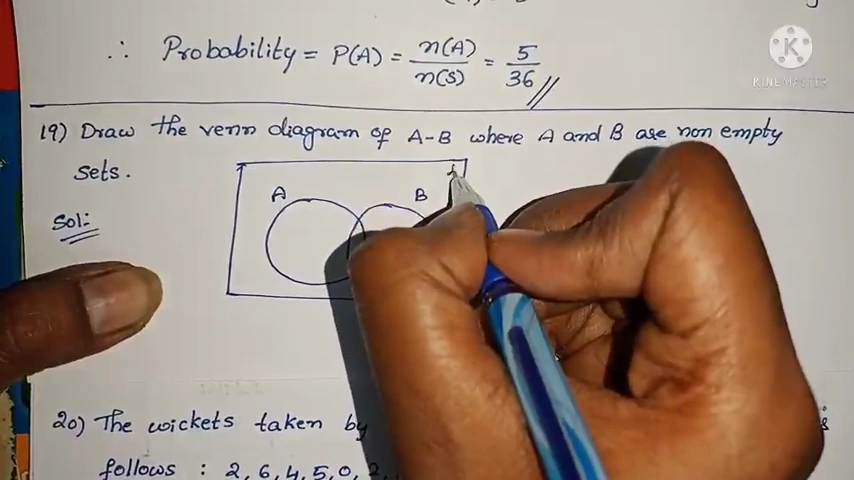 ∴ Probability = P(A) = n(A)/n(S) = 5/36 //
KINEMASTER
19) Draw the venn diagram of A-B where A and B are non empty
sets.
Sol:
A B
20) The wickets taken by
follows : 2, 6, 4, 5, 0, 2,